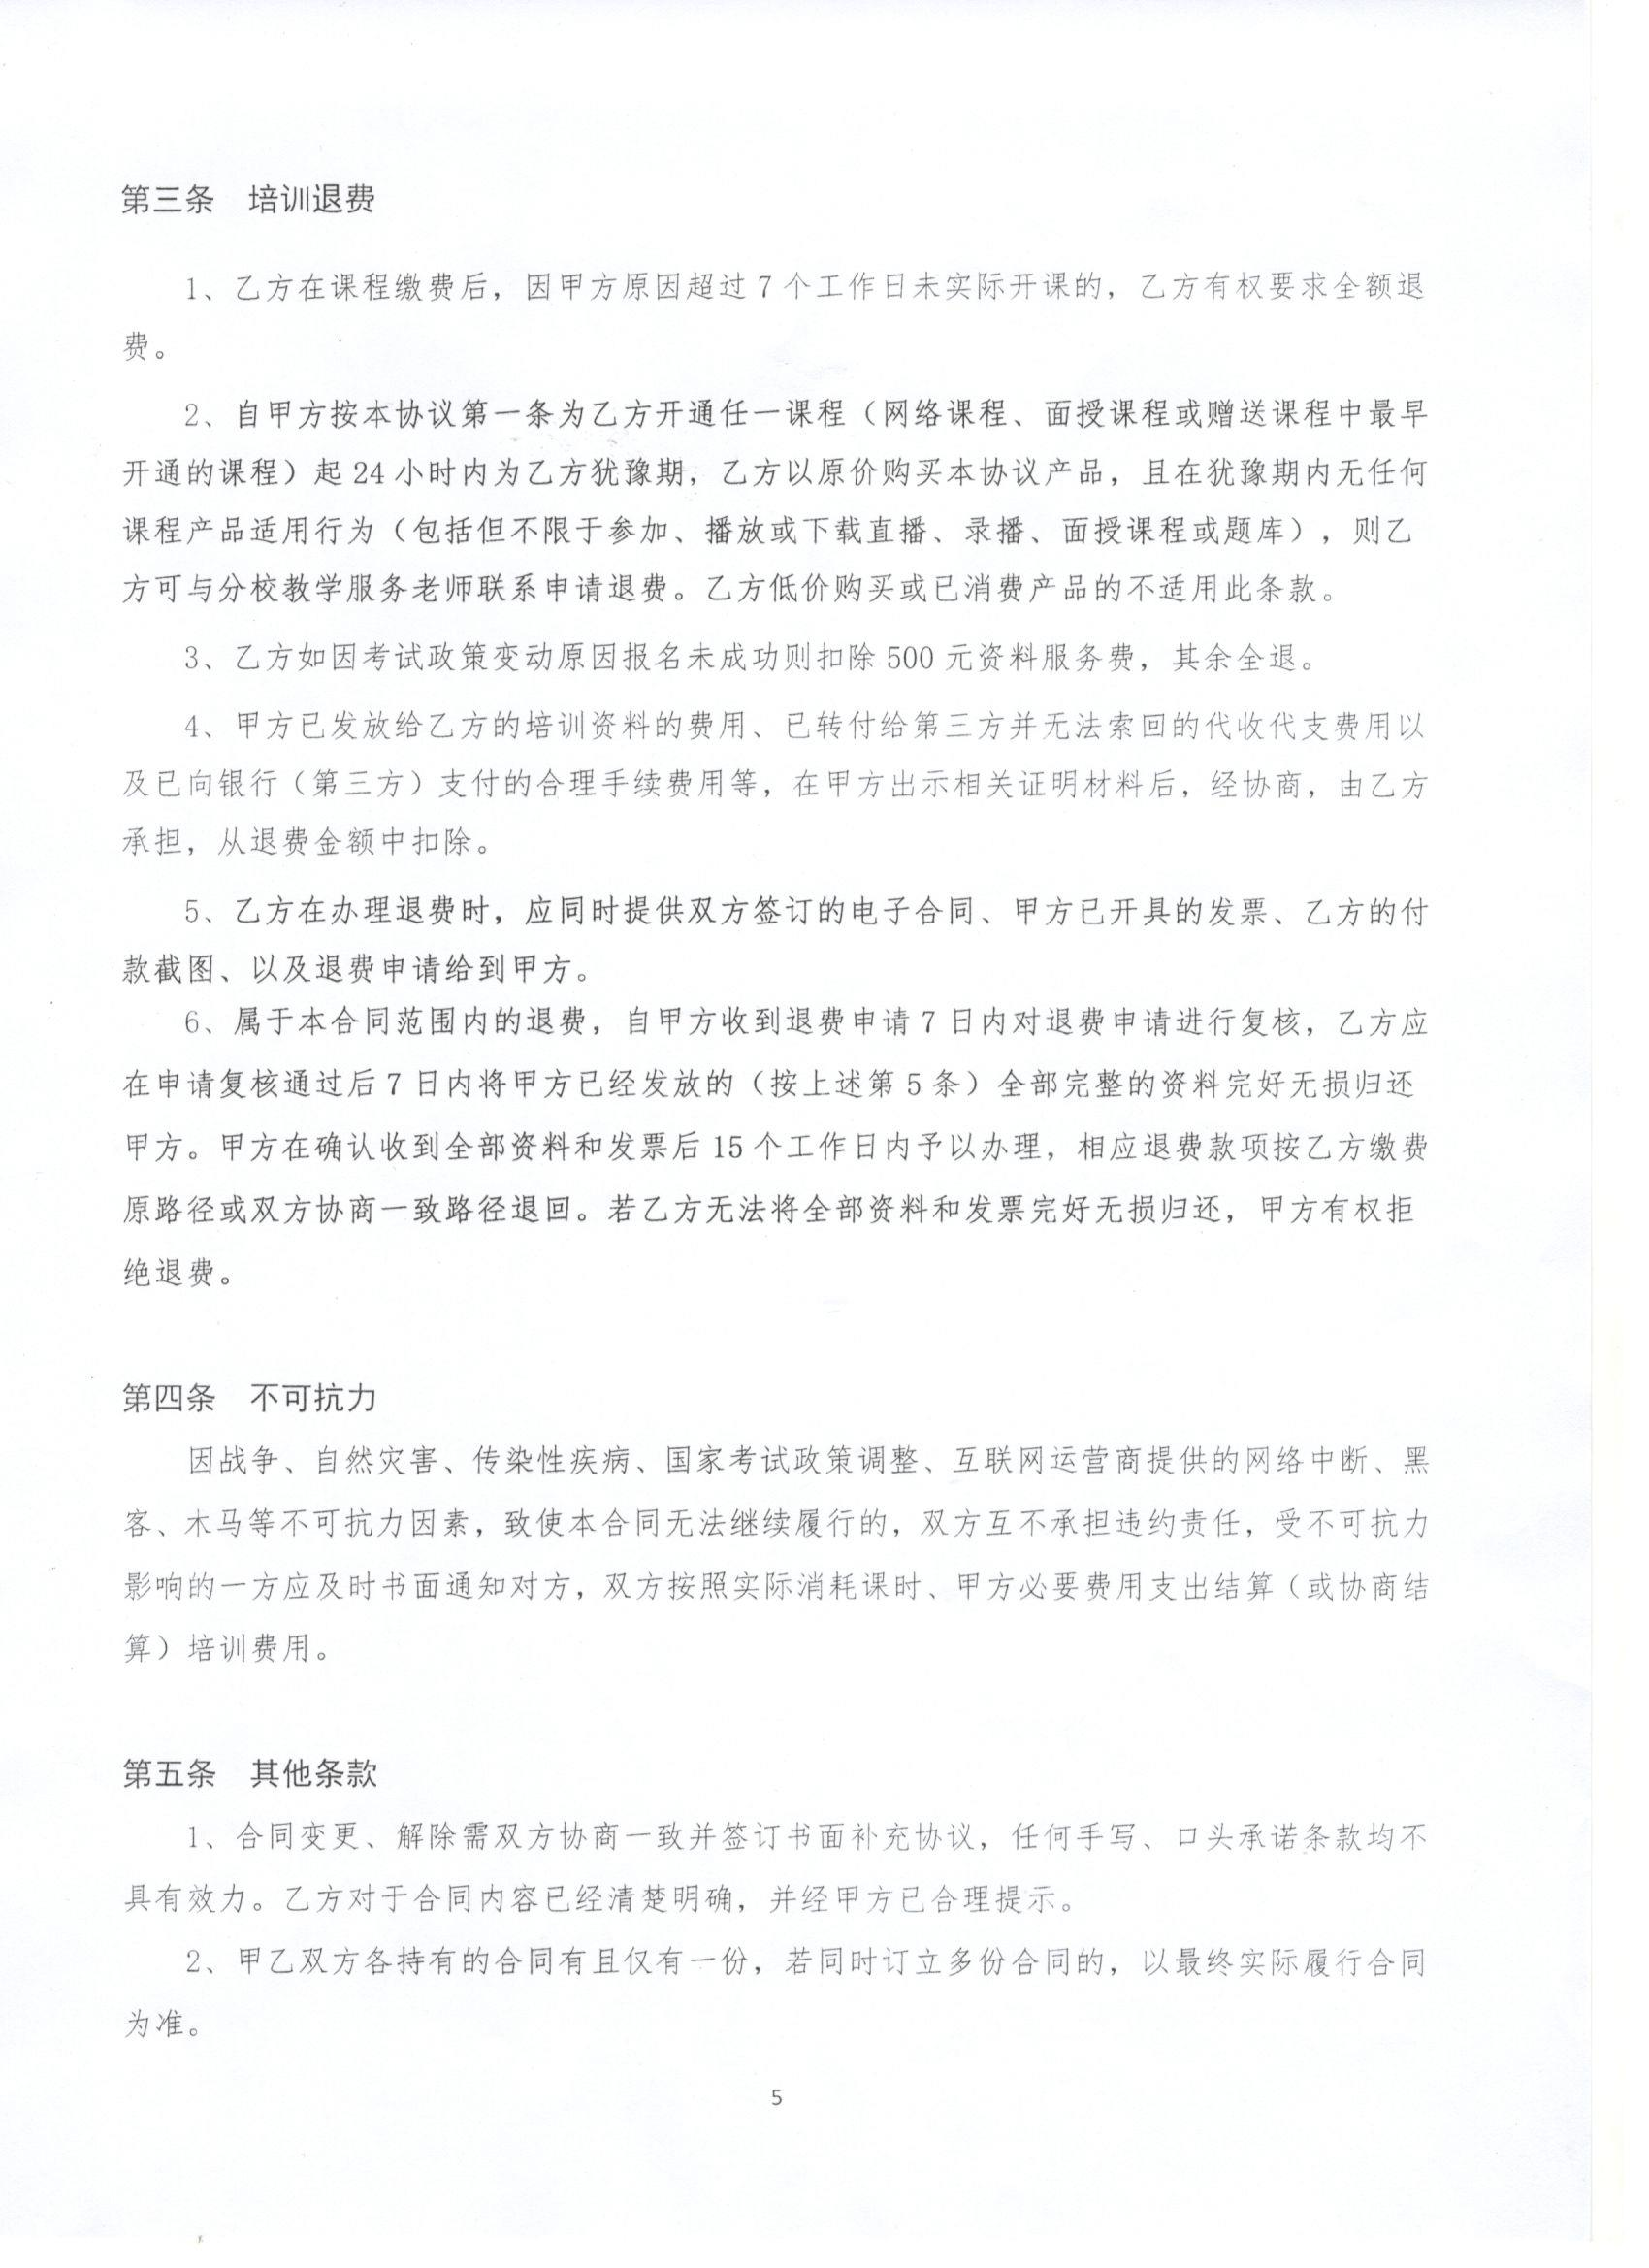 第三条 培训退费
1、乙方在课程缴费后，因甲方原因超过 7 个工作日未实际开课的，乙方有权要求全额退
费。
2、自甲方按本协议第一条为乙方开通任一课程（网络课程、面授课程或赠送课程中最早
开通的课程）起 24 小时内为乙方犹豫期，乙方以原价购买本协议产品，且在犹豫期内无任何
课程产品适用行为（包括但不限于参加、播放或下载直播、录播、面授课程或题库），则乙
方可与分校教学服务老师联系申请退费。乙方低价购买或已消费产品的不适用此条款。
3、乙方如因考试政策变动原因报名未成功则扣除 500 元资料服务费，其余全退。
4、甲方已发放给乙方的培训资料的费用、已转付给第三方并无法索回的代收代支费用以
及已向银行（第三方）支付的合理手续费用等，在甲方出示相关证明材料后，经协商，由乙方
承担，从退费金额中扣除。
5、乙方在办理退费时，应同时提供双方签订的电子合同、甲方已开具的发票、乙方的付
款截图、以及退费申请给到甲方。
6、属于本合同范围内的退费，自甲方收到退费申请 7 日内对退费申请进行复核，乙方应
在申请复核通过后 7 日内将甲方已经发放的（按上述第 5 条）全部完整的资料完好无损归还
甲方。甲方在确认收到全部资料和发票后 15 个工作日内予以办理，相应退费款项按乙方缴费
原路径或双方协商一致路径退回。若乙方无法将全部资料和发票完好无损归还，甲方有权拒
绝退费。
第四条 不可抗力
因战争、自然灾害、传染性疾病、国家考试政策调整、互联网运营商提供的网络中断、黑
客、木马等不可抗力因素，致使本合同无法继续履行的，双方互不承担违约责任，受不可抗力
影响的一方应及时书面通知对方，双方按照实际消耗课时、甲方必要费用支出结算（或协商结
算）培训费用。
第五条 其他条款
1、合同变更、解除需双方协商一致并签订书面补充协议，任何手写、口头承诺条款均不
具有效力。乙方对于合同内容已经清楚明确，并经甲方已合理提示。
2、甲乙双方各持有的合同有且仅有一份，若同时订立多份合同的，以最终实际履行合同
为准。
5